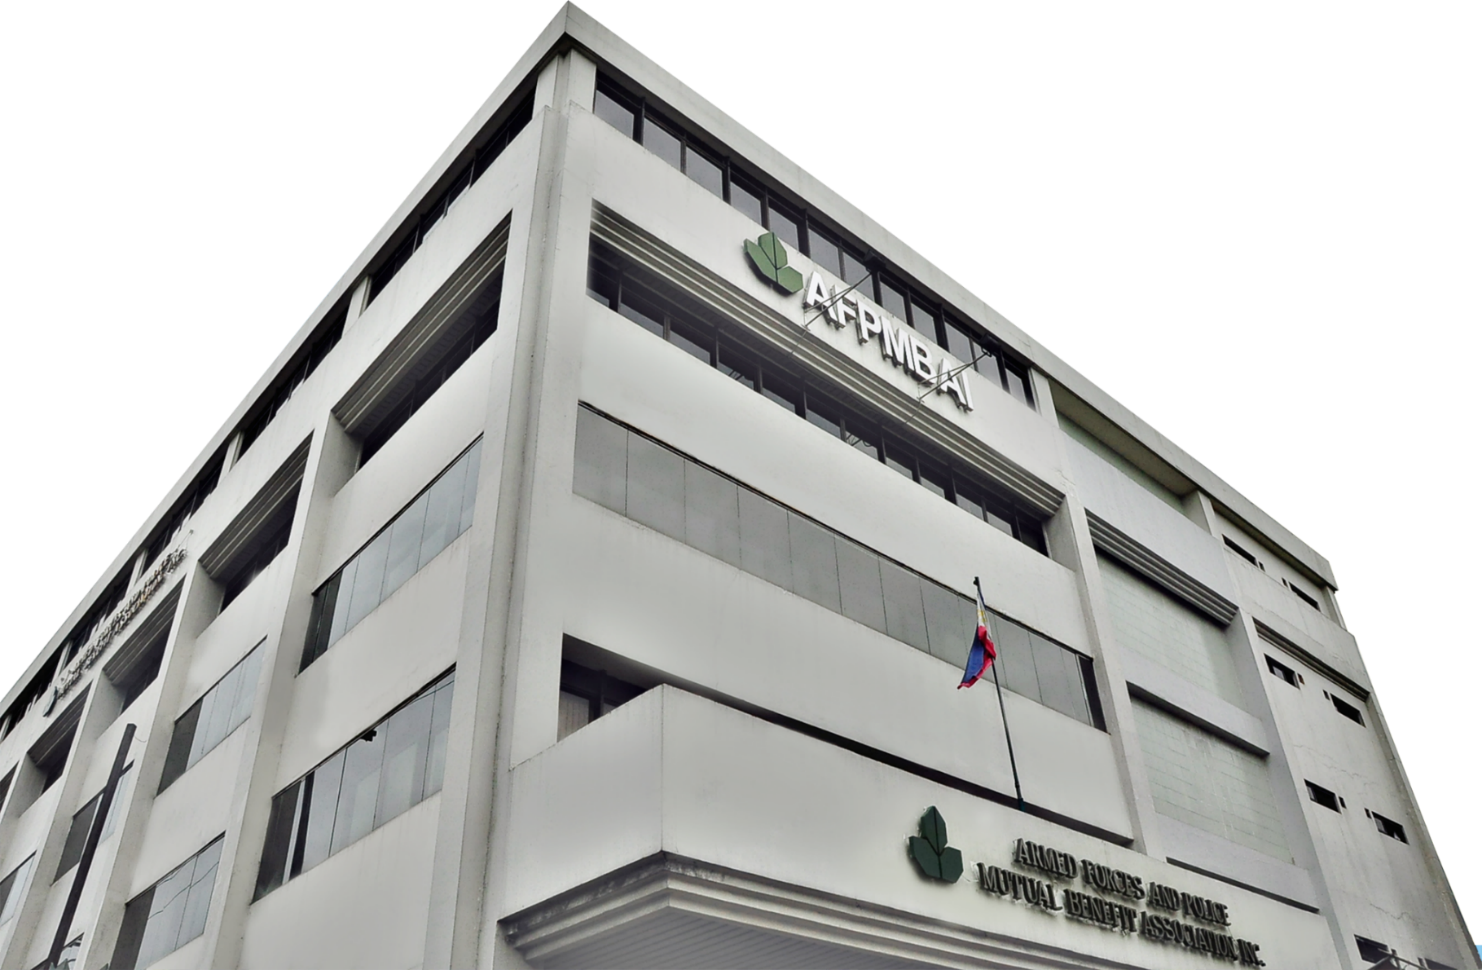 AFPMBAI
ARMED FORCES AND POLICE
MUTUAL BENEFIT ASSOCIATION, INC.